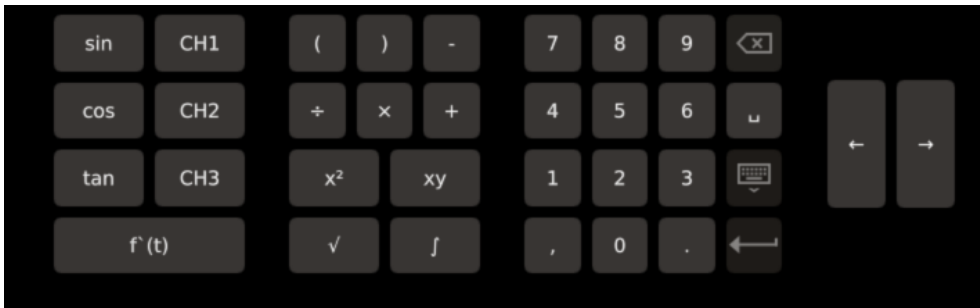 sin CH1 ( ) - 7 8 9
cos CH2 ÷ × + 4 5 6 ␣
← →
tan CH3 x² xy 1 2 3
f`(t) √ ∫ , 0 .